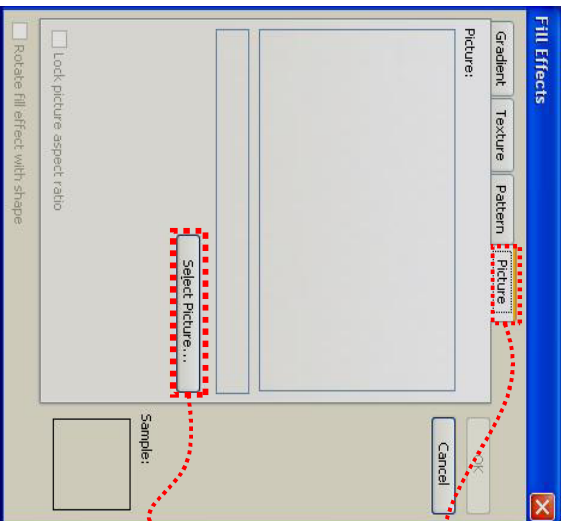 Fill Effects
Gradient
Texture
Pattern
Picture
Picture:
Select Picture...
Lock picture aspect ratio
Rotate fill effect with shape
OK
Cancel
Sample: